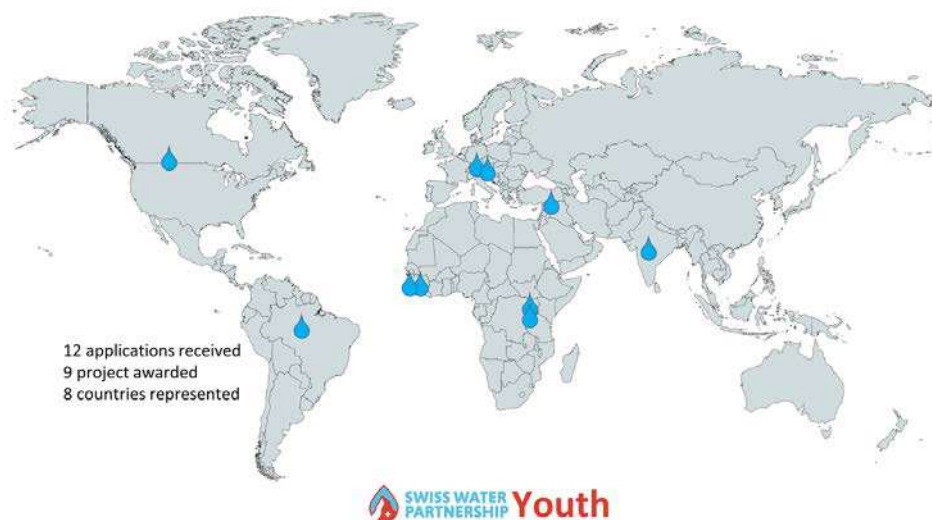 12 applications received
9 project awarded
8 countries represented
SWISS WATER
PARTNERSHIP Youth